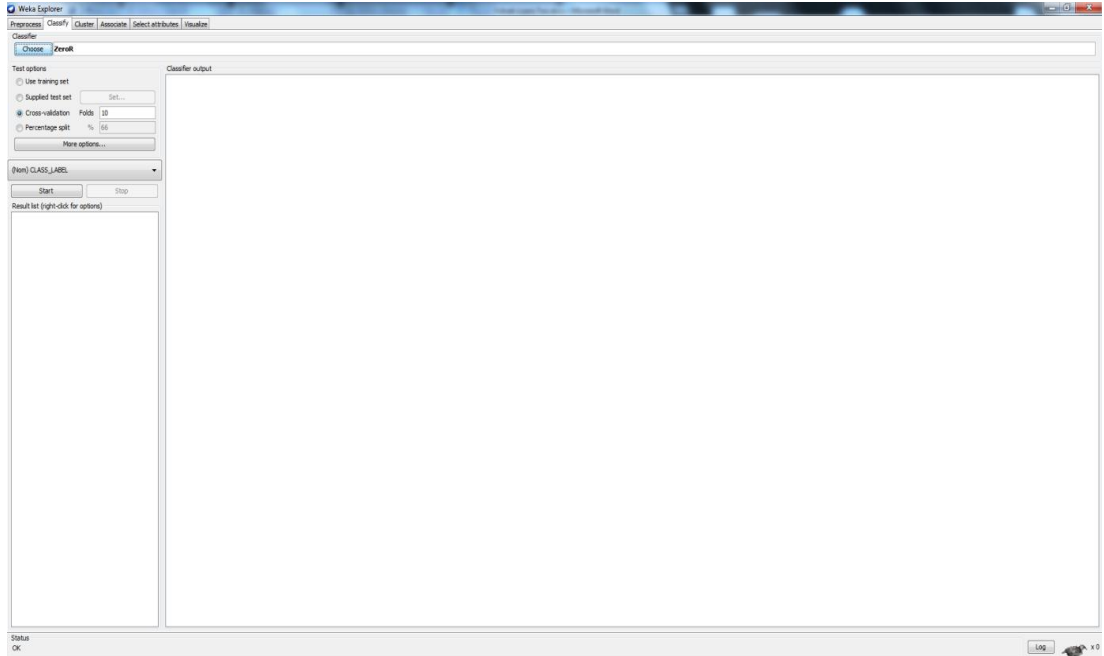 Weka Explorer
Preprocess Classify Cluster Associate Select attributes Visualize
Classifier
Choose ZeroR
Test options
Use training set
Supplied test set Set...
Cross-validation Folds 10
Percentage split % 66
More options...
(Nom) CLASS_LABEL
Start Stop
Result list (right-click for options)
Classifier output
Status
OK
Log x 0